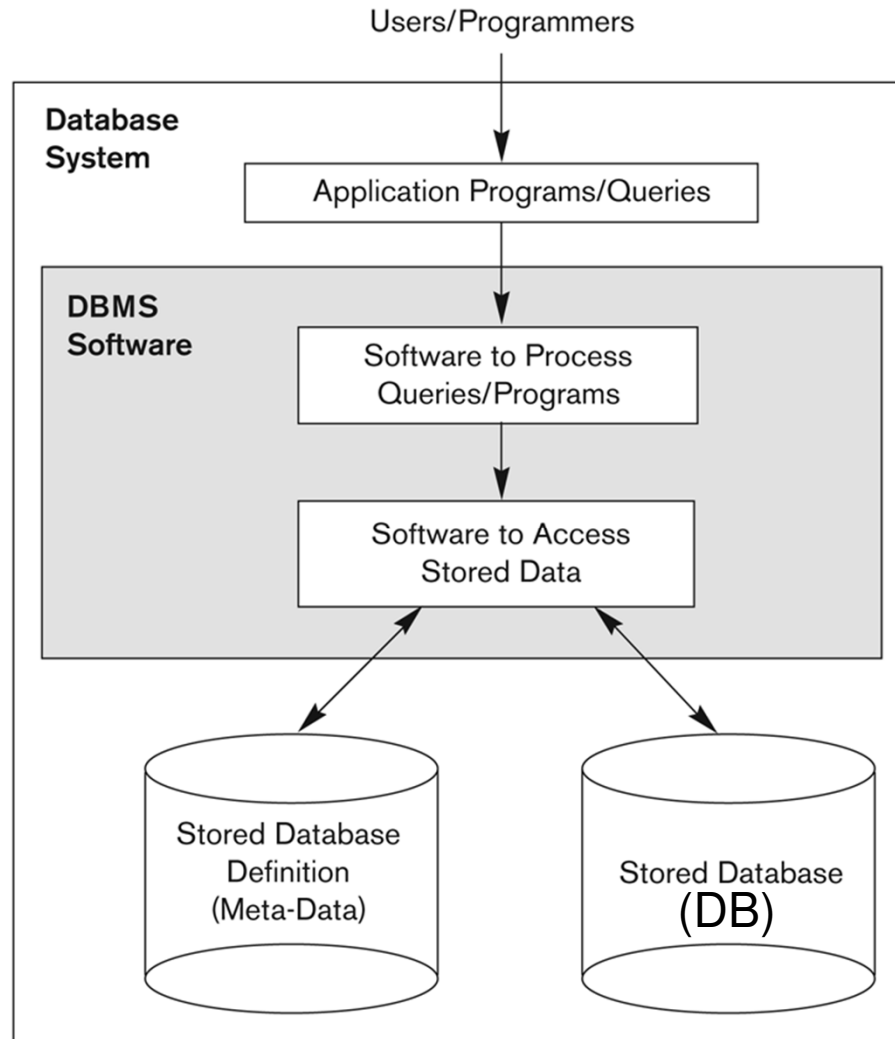 Users/Programmers
Database
System
Application Programs/Queries
DBMS
Software
Software to Process
Queries/Programs
Software to Access
Stored Data
Stored Database
Definition
(Meta-Data)
Stored Database
(DB)